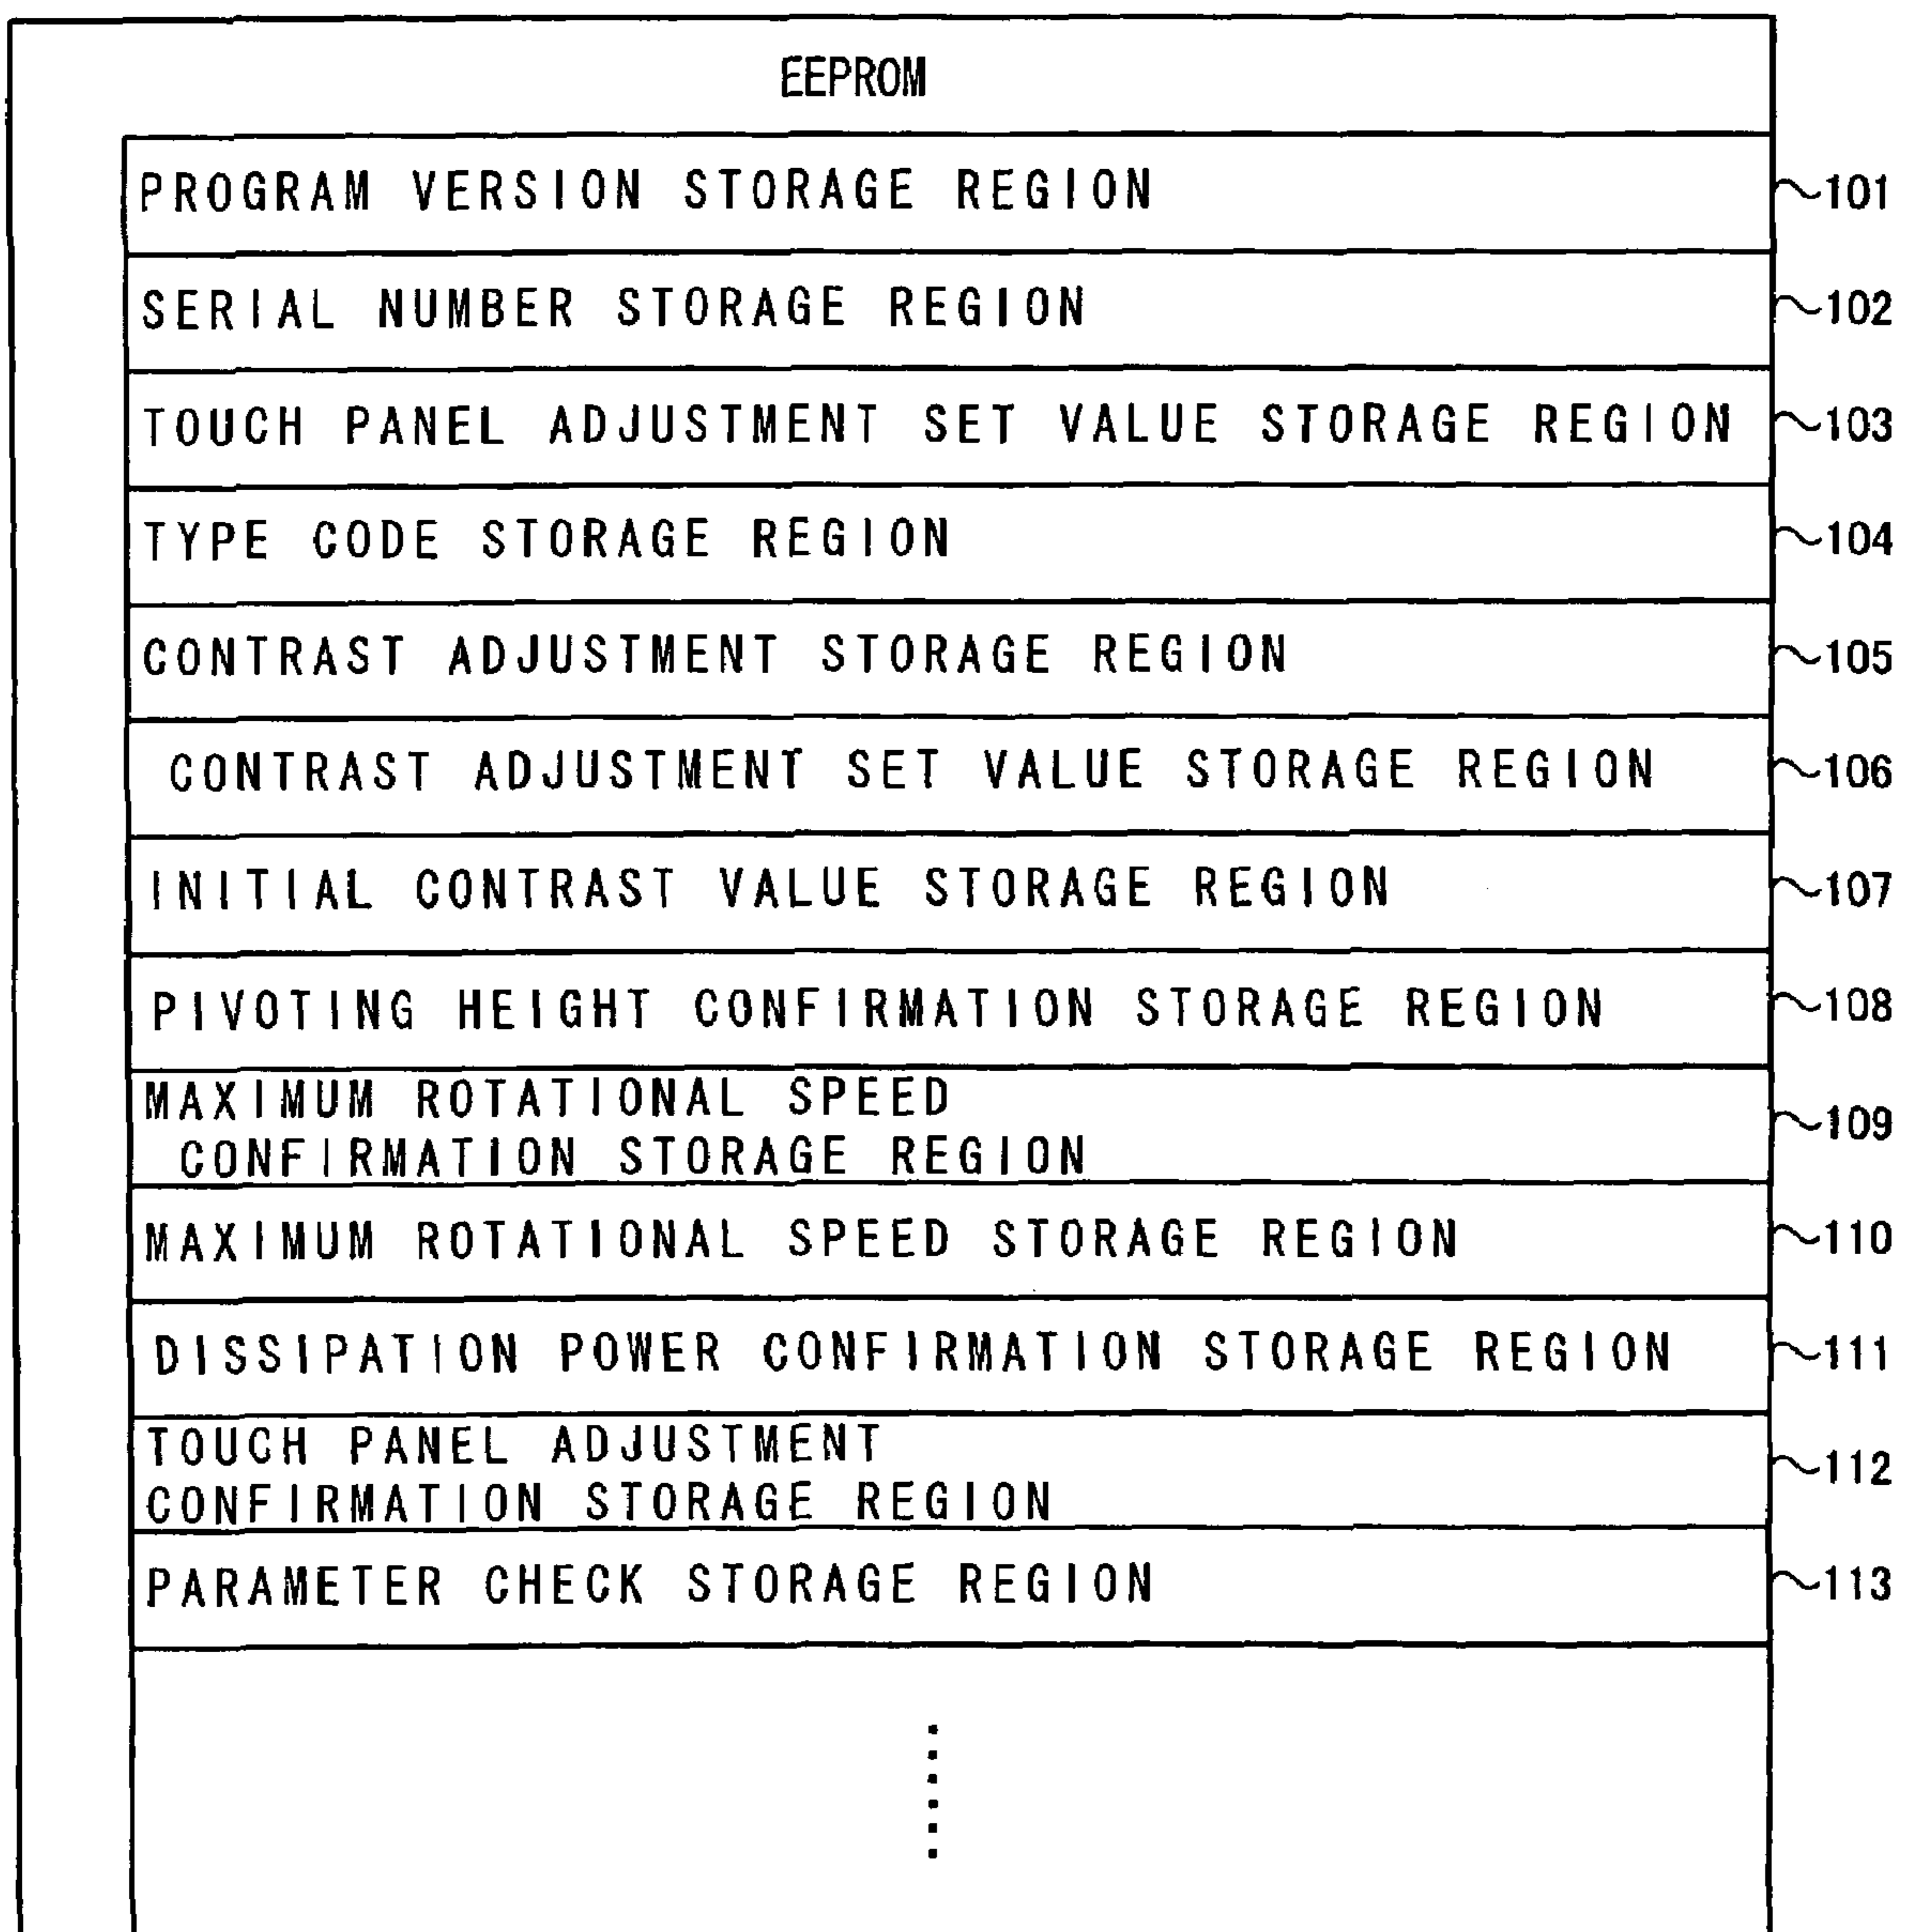 EEPROM
PROGRAM VERSION STORAGE REGION
101
SERIAL NUMBER STORAGE REGION
102
TOUCH PANEL ADJUSTMENT SET VALUE STORAGE REGION
103
TYPE CODE STORAGE REGION
104
CONTRAST ADJUSTMENT STORAGE REGION
105
CONTRAST ADJUSTMENT SET VALUE STORAGE REGION
106
INITIAL CONTRAST VALUE STORAGE REGION
107
PIVOTING HEIGHT CONFIRMATION STORAGE REGION
108
MAXIMUM ROTATIONAL SPEED
CONFIRMATION STORAGE REGION
109
MAXIMUM ROTATIONAL SPEED STORAGE REGION
110
DISSIPATION POWER CONFIRMATION STORAGE REGION
111
TOUCH PANEL ADJUSTMENT
CONFIRMATION STORAGE REGION
112
PARAMETER CHECK STORAGE REGION
113